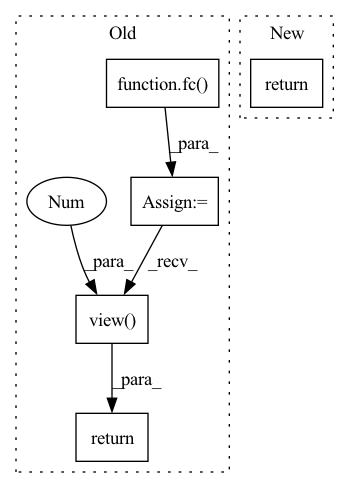 Old
New
function.fc()
return
_para_
Num
Assign:=
_para_
_recv_
view()
_para_
return